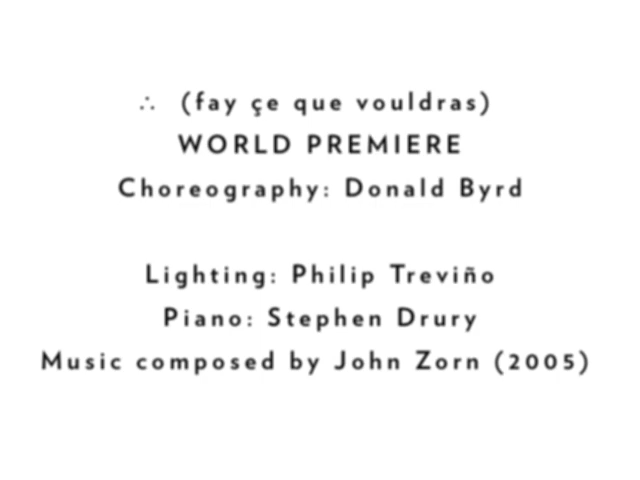 ∴ (fay çe que vouldras)
WORLD PREMIERE
Choreography: Donald Byrd
Lighting: Philip Treviño
Piano: Stephen Drury
Music composed by John Zorn (2005)